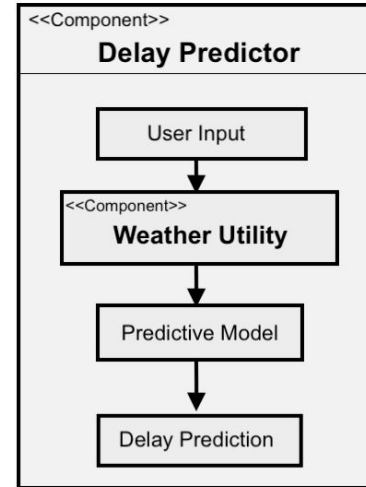 <<Component>>
Delay Predictor
User Input
<<Component>>
Weather Utility
Predictive Model
Delay Prediction